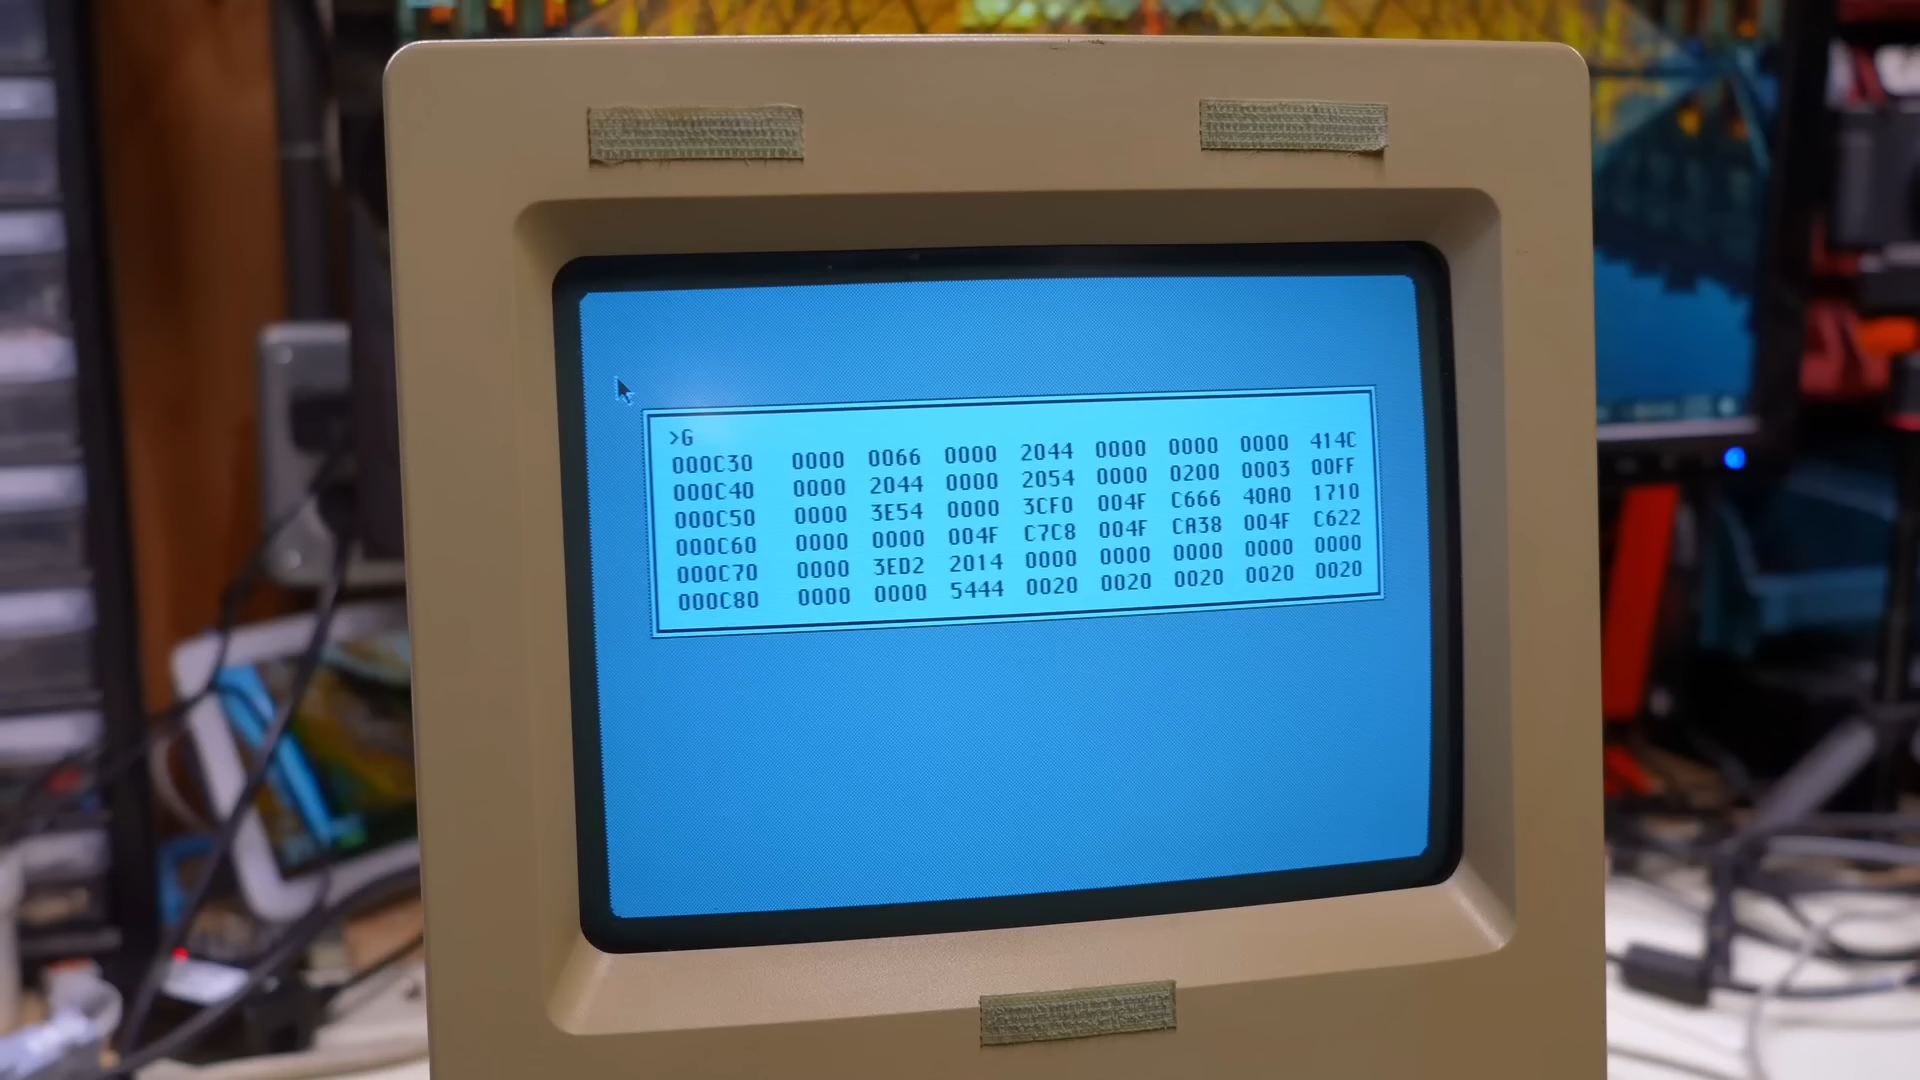 >G
000C30 0000 0066 0000 2044 0000 0000 0000 414C
000C40 0000 2044 0000 2054 0000 0200 0003 00FF
000C50 0000 3E54 0000 3CF0 004F C666 40A0 1710
000C60 0000 0000 004F C7C8 004F CA38 004F C622
000C70 0000 3ED2 2014 0000 0000 0000 0000 0000
000C80 0000 0000 5444 0020 0020 0020 0020 0020